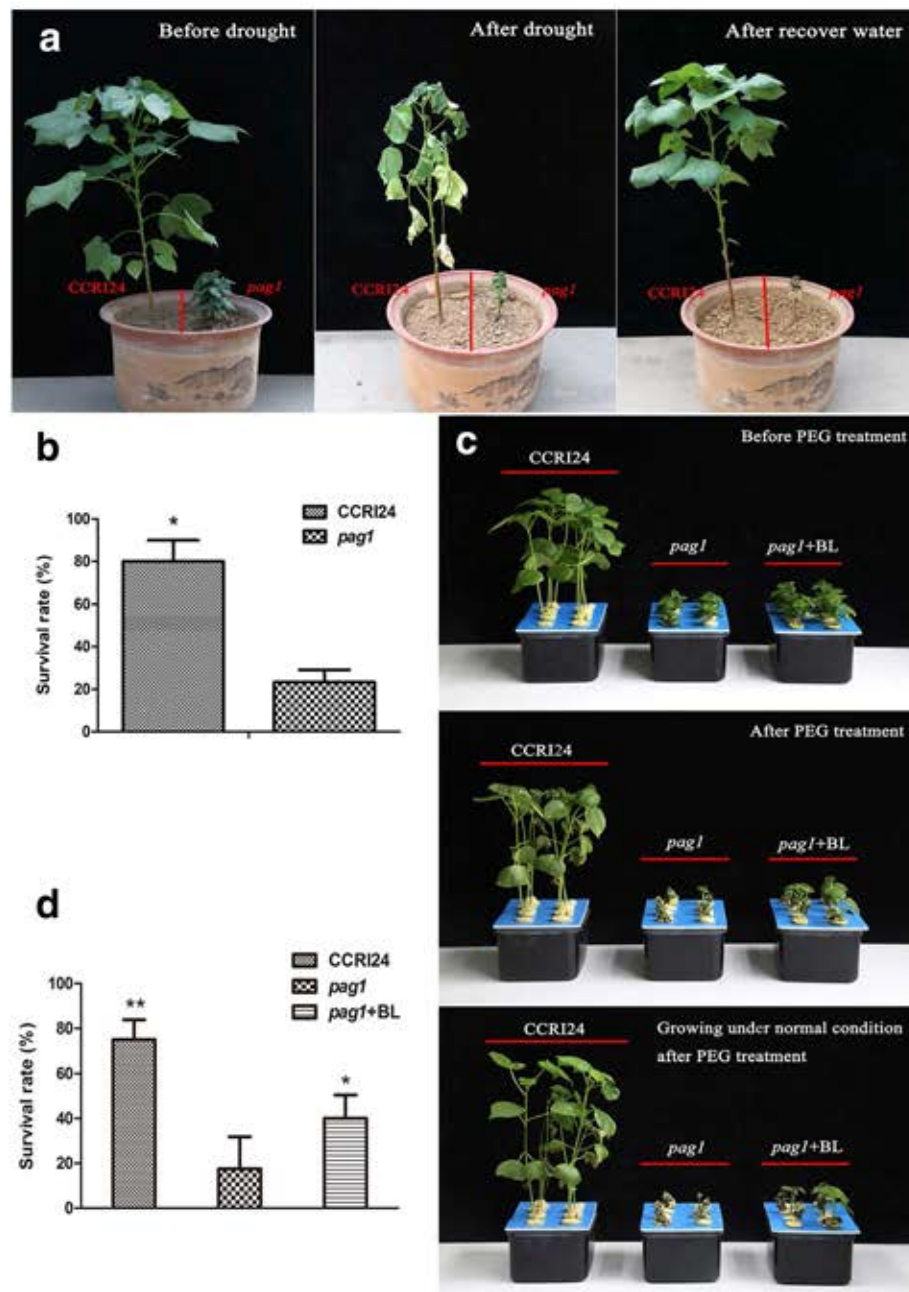 a
Before drought
After drought
After recover water
CCRI24
pag1
CCRI24
pag1
CCRI24
pag1
b
Survival rate (%)
100
80
60
40
20
0
*
CCRI24
pag1
c
Before PEG treatment
CCRI24
pag1
pag1+BL
After PEG treatment
CCRI24
pag1
pag1+BL
Growing under normal condition
after PEG treatment
CCRI24
pag1
pag1+BL
d
Survival rate (%)
100
80
60
40
20
0
**
*
CCRI24
pag1
pag1+BL